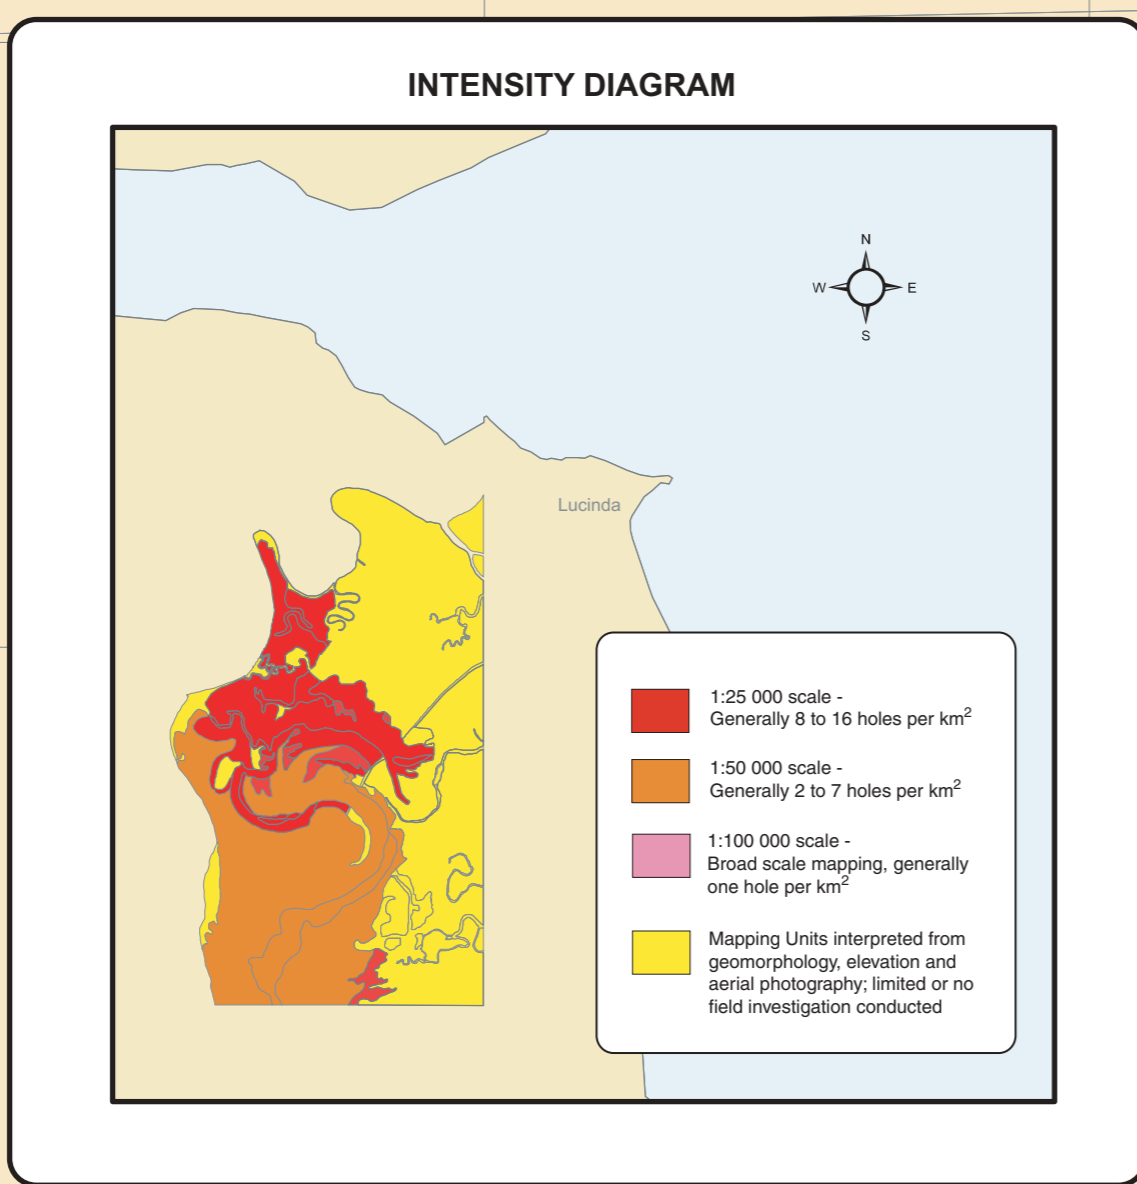 INTENSITY DIAGRAM
N
W E
S
Lucinda
1:25 000 scale -
Generally 8 to 16 holes per km²
1:50 000 scale -
Generally 2 to 7 holes per km²
1:100 000 scale -
Broad scale mapping, generally
one hole per km²
Mapping Units interpreted from
geomorphology, elevation and
aerial photography; limited or no
field investigation conducted